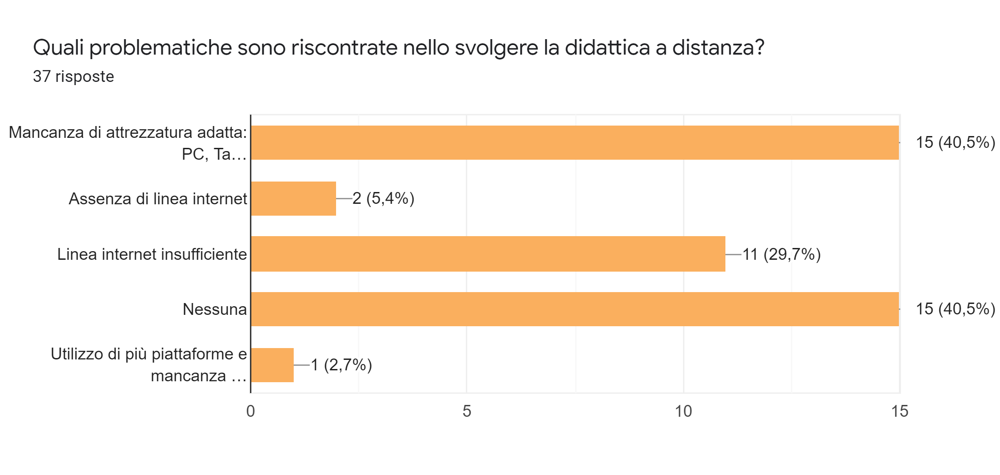 Quali problematiche sono riscontrate nello svolgere la didattica a distanza?
37 risposte
Mancanza di attrezzatura adatta:
PC, Ta…
15 (40,5%)
Assenza di linea internet
2 (5,4%)
Linea internet insufficiente
11 (29,7%)
Nessuna
15 (40,5%)
Utilizzo di più piattaforme e
mancanza …
1 (2,7%)
0 5 10 15